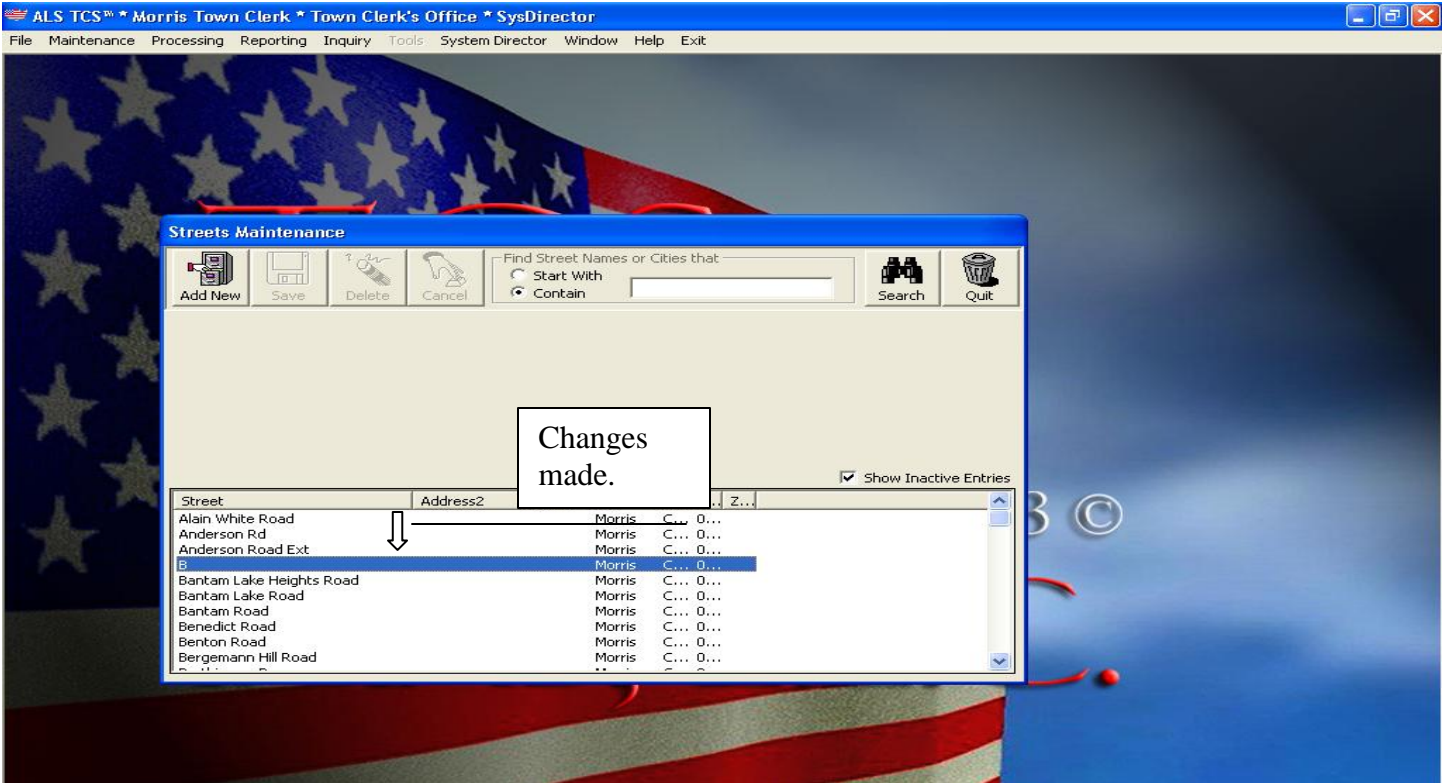 ALS TCS™ * Morris Town Clerk * Town Clerk's Office * SysDirector
File Maintenance Processing Reporting Inquiry Tools System Director Window Help Exit
Streets Maintenance
Add New Save Delete Cancel
Find Street Names or Cities that
Start With
Contain
Search Quit
Changes
made.
Show Inactive Entries
Street Address2 Z...
Alain White Road Morris C... 0...
Anderson Rd Morris C... 0...
Anderson Road Ext Morris C... 0...
B Morris C... 0...
Bantam Lake Heights Road Morris C... 0...
Bantam Lake Road Morris C... 0...
Bantam Road Morris C... 0...
Benedict Road Morris C... 0...
Benton Road Morris C... 0...
Bergemann Hill Road Morris C... 0...
3 ©